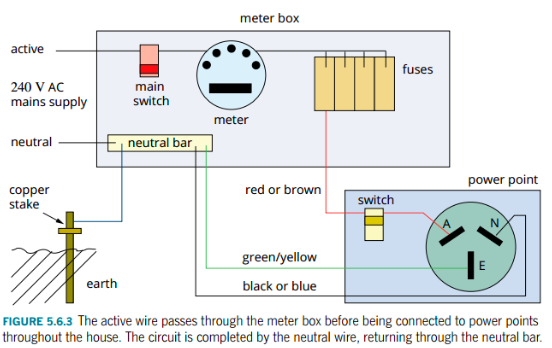 meter box
active
240 V AC
mains supply
main
switch
meter
fuses
neutral
neutral bar
copper
stake
earth
red or brown
power point
switch
A
N
E
green/yellow
black or blue
FIGURE 5.6.3 The active wire passes through the meter box before being connected to power points
throughout the house. The circuit is completed by the neutral wire, returning through the neutral bar.